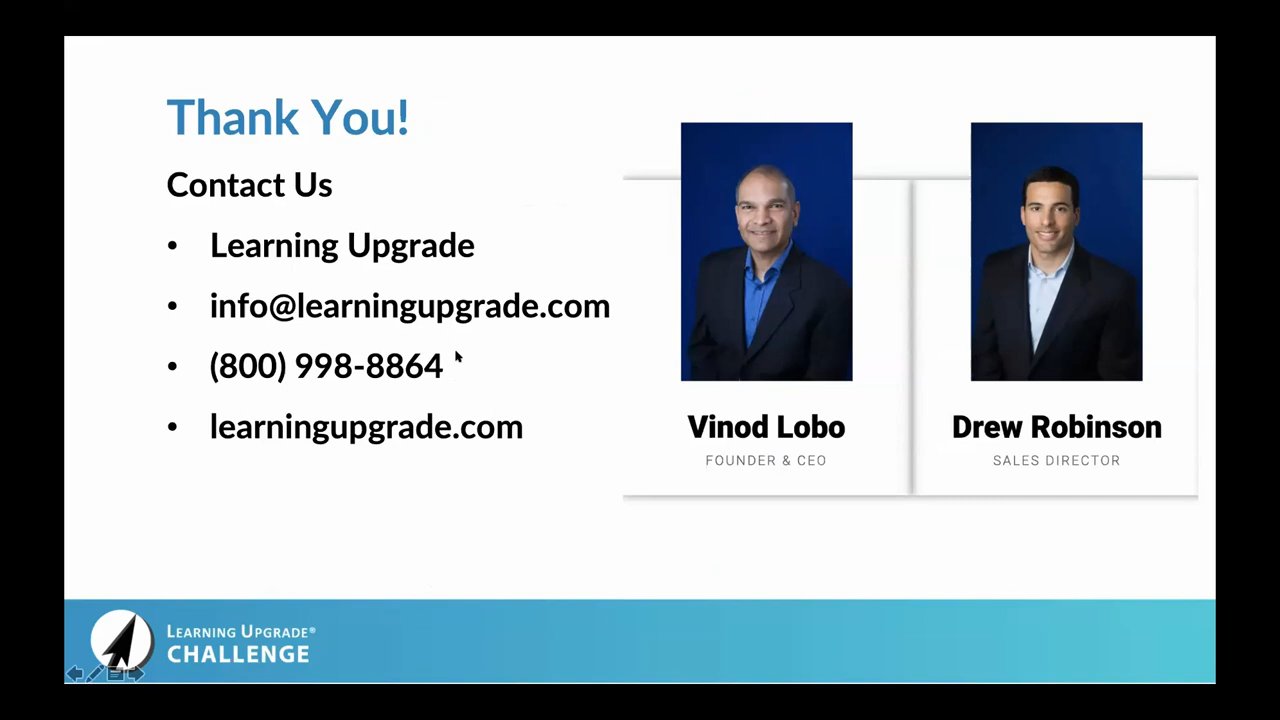 Thank You!
Contact Us
• Learning Upgrade
• info@learningupgrade.com
• (800) 998-8864
• learningupgrade.com
Vinod Lobo
FOUNDER & CEO
Drew Robinson
SALES DIRECTOR
LEARNING UPGRADE®
CHALLENGE